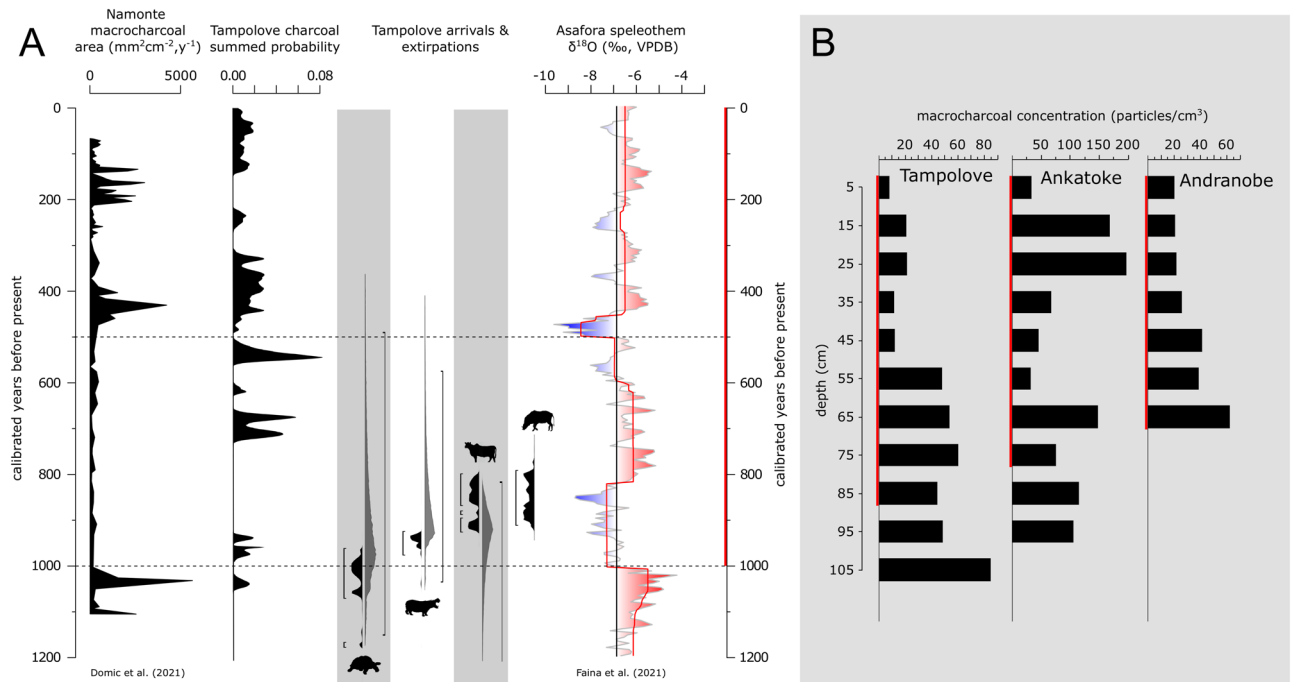 A
Namonte
macrocharcoal
area (mm²cm⁻²,y⁻¹)
0 5000
Tampolove charcoal
summed probability
0.00 0.08
Tampolove arrivals &
extirpations
Asafora speleothem
δ¹⁸O (‰, VPDB)
-10 -8 -6 -4
calibrated years before present
0
200
400
600
800
1000
1200
calibrated years before present
0
200
400
600
800
1000
1200
Domic et al. (2021)
Faina et al. (2021)
B
macrocharcoal concentration (particles/cm³)
20 40 60 80
50 100 150 200
20 40 60
Tampolove
Ankatoke
Andranobe
depth (cm)
5
15
25
35
45
55
65
75
85
95
105